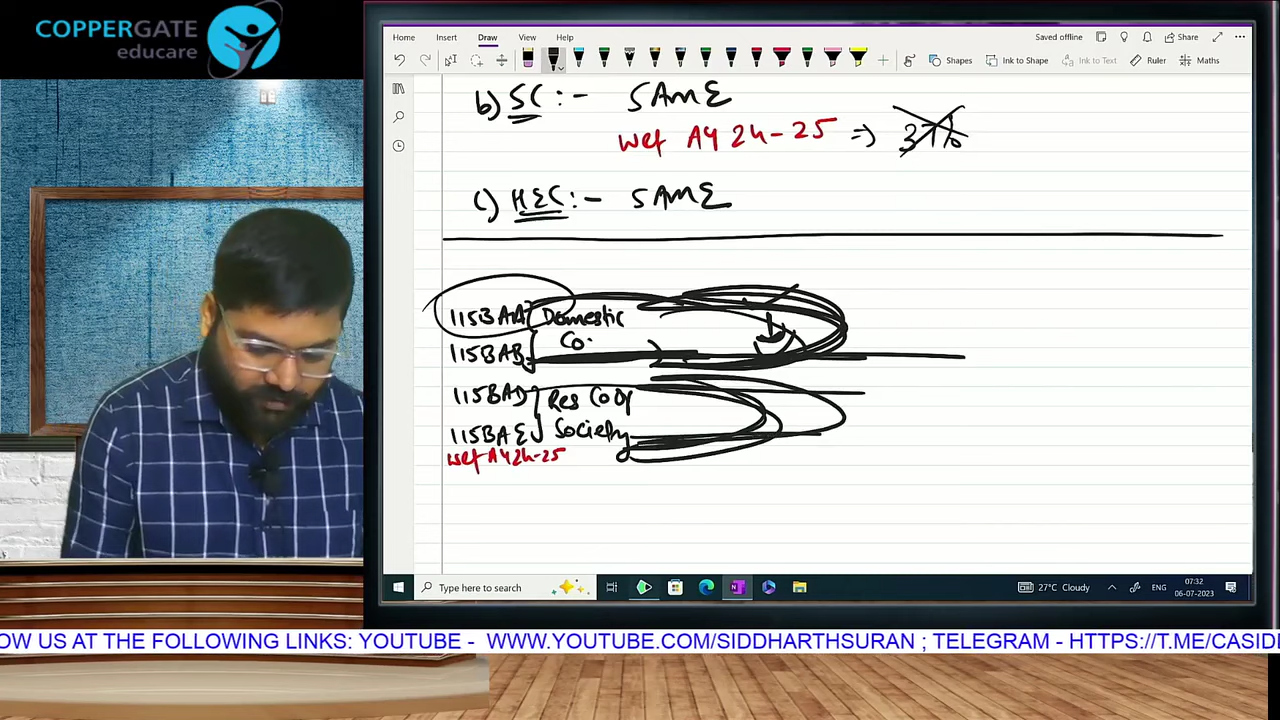 COPPERGATE
educare
Home Insert Draw View Help
Saved offline
Share
Shapes
Ink to Shape
Ink to Text
Ruler
Maths
b) SC:- SAME
wef AY 24-25 => 37%
c) HEC:- SAME
115BAA Domestic
115BAB Co.
115BAD Res CoOp
115BAE Society
wef AY 24-25
Type here to search
27°C Cloudy
ENG
07:32
06-07-2023
OW US AT THE FOLLOWING LINKS: YOUTUBE - WWW.YOUTUBE.COM/SIDDHARTHSURAN ; TELEGRAM - HTTPS://T.ME/CASIDD